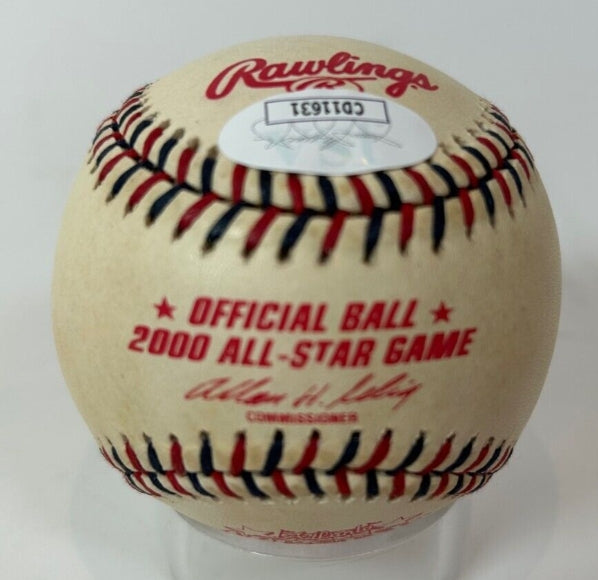 Rawlings
R
CD11631
★ OFFICIAL BALL ★
2000 ALL-STAR GAME
Allan H. Selig
COMMISSIONER